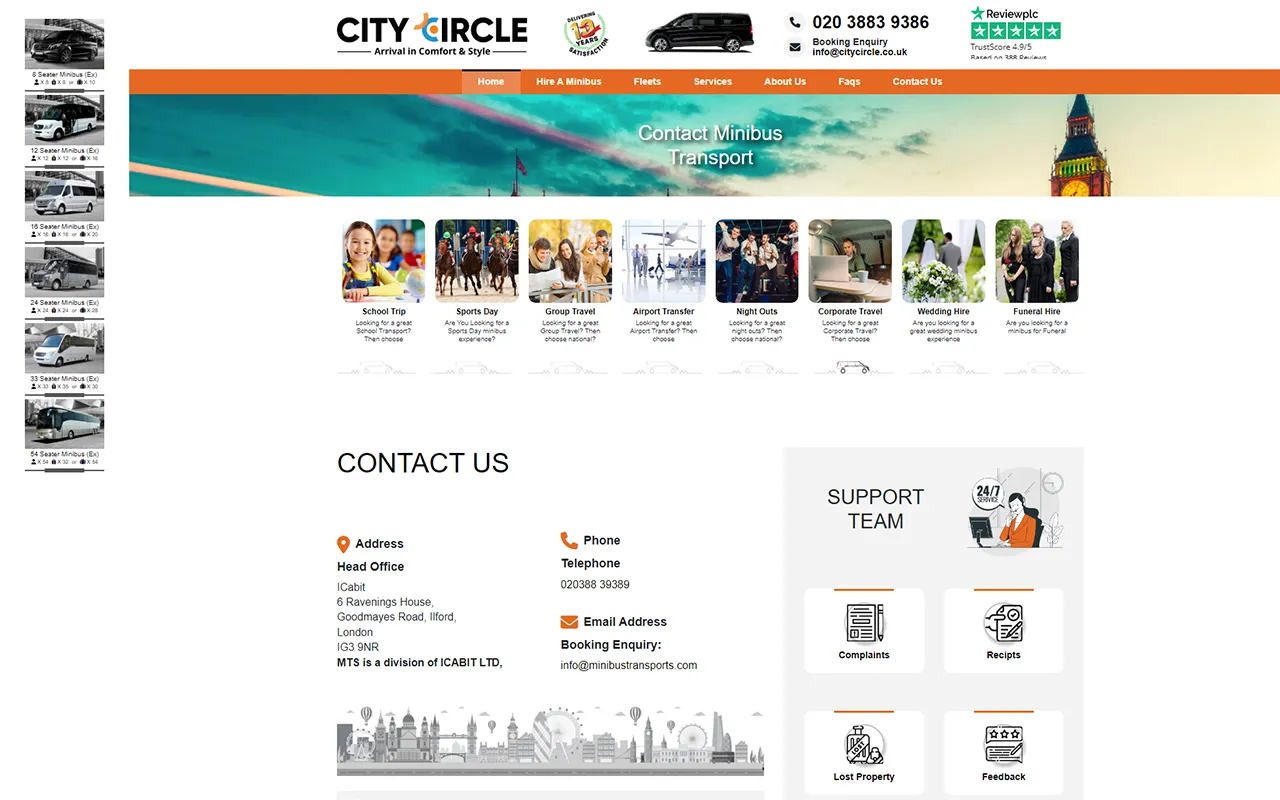 CITY CIRCLE
Arrival in Comfort & Style
DELIVERING
10
YEARS
SATISFACTION
020 3883 9386
Booking Enquiry
info@citycircle.co.uk
Reviewplc
TrustScore 4.9/5
Based on 388 Reviews
Home
Hire A Minibus
Fleets
Services
About Us
Faqs
Contact Us
Contact Minibus
Transport
8 Seater Minibus (Ex)
X 8 X 8 or X 10
12 Seater Minibus (Ex)
X 12 X 12 or X 16
16 Seater Minibus (Ex)
X 16 X 16 or X 20
24 Seater Minibus (Ex)
X 24 X 24 or X 28
33 Seater Minibus (Ex)
X 33 X 35 or X 30
54 Seater Minibus (Ex)
X 54 X 32 or X 64
School Trip
Looking for a great
School Transport?
Then choose
Sports Day
Are You Looking for a
Sports Day minibus
experience?
Group Travel
Looking for a great
Group Travel? Then
choose national?
Airport Transfer
Looking for a great
Airport Transfer? Then
choose
Night Outs
Looking for a great
night outs? Then
choose national?
Corporate Travel
Looking for a great
Corporate Travel?
Then choose
Wedding Hire
Are you looking for a
great wedding minibus
experience
Funeral Hire
Are you looking for a
minibus for Funeral
CONTACT US
Address
Head Office
ICabit
6 Ravenings House,
Goodmayes Road, Ilford,
London
IG3 9NR
MTS is a division of ICABIT LTD,
Phone
Telephone
020388 39389
Email Address
Booking Enquiry:
info@minibustransports.com
SUPPORT
TEAM
24/7
SERVICE
Complaints
Recipts
Lost Property
Feedback